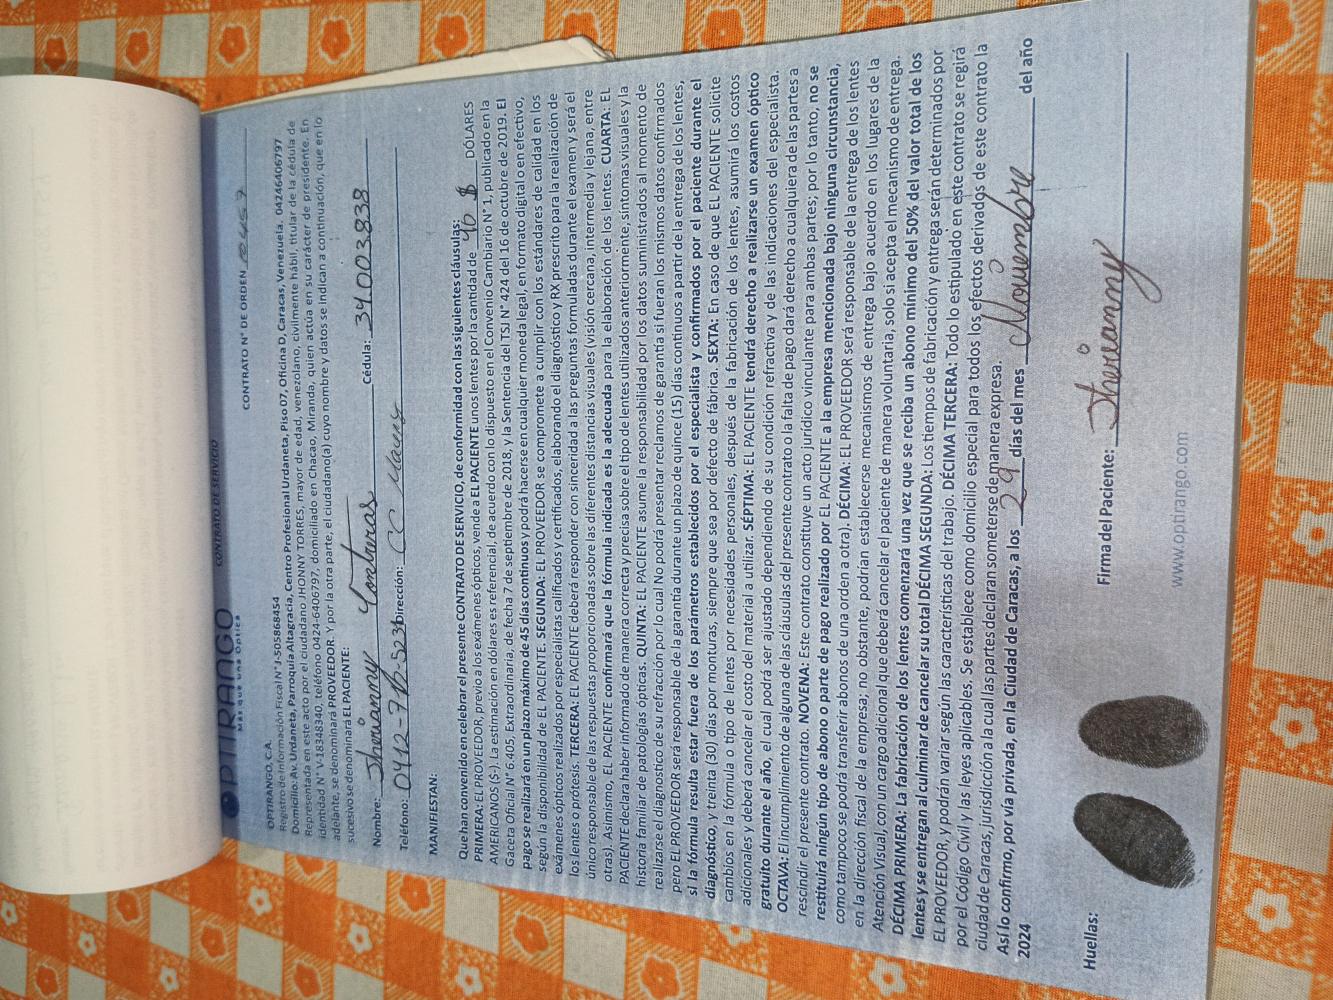 OPTIRANGO
MÁS QUE UNA ÓPTICA
CONTRATO DE SERVICIO
CONTRATO N° DE ORDEN
OPTIRANGO, C.A.
Registro de Información Fiscal N° J-505868454
Domicilio: Av. Urdaneta, Parroquia Altagracia, Centro Profesional Urdaneta, Piso 07, Oficina D, Caracas, Venezuela. 04246406797
Representada en este acto por el ciudadano JHONNY TORRES, mayor de edad, venezolano, civilmente hábil, titular de la cédula de
identidad N° V-18348340, teléfono 0424-6406797, domiciliado en Chacao, Miranda, quien, actúa en su carácter de presidente. En
adelante, se denominará PROVEEDOR. Y por la otra parte, el ciudadano(a) cuyo nombre y datos se indican a continuación, que en lo
sucesivo se denominará EL PACIENTE:
Nombre: Jherianny Contreras Cédula: 34.003.838
Teléfono: Dirección: CC
MANIFIESTAN:
Que han convenido en celebrar el presente CONTRATO DE SERVICIO, de conformidad con las siguientes cláusulas:
PRIMERA: EL PROVEEDOR, previo a los exámenes ópticos, vende a EL PACIENTE unos lentes por la cantidad de 40 $ DÓLARES
AMERICANOS ($-). La estimación en dólares es referencial, de acuerdo con lo dispuesto en el Convenio Cambiario N° 1, publicado en la
Gaceta Oficial N° 6.405. Extraordinaria, de fecha 7 de septiembre de 2018, y la Sentencia del TSJ N° 424 del 16 de octubre de 2019. El
pago se realizará en un plazo máximo de 45 días continuos y podrá hacerse en cualquier moneda legal, en formato digital o en efectivo,
según la disponibilidad de EL PACIENTE. SEGUNDA: EL PROVEEDOR se compromete a cumplir con los estándares de calidad en los
exámenes ópticos realizados por especialistas calificados y certificados, elaborando el diagnóstico y RX prescrito para la realización de
los lentes o prótesis. TERCERA: EL PACIENTE deberá responder con sinceridad a las preguntas formuladas durante el examen y será el
único responsable de las respuestas proporcionadas sobre las diferentes distancias visuales (visión cercana, intermedia y lejana, entre
otras). Asimismo, EL PACIENTE confirmará que la fórmula indicada es la adecuada para la elaboración de los lentes. CUARTA: EL
PACIENTE declara haber informado de manera correcta y precisa sobre el tipo de lentes utilizados anteriormente, síntomas visuales y la
historia familiar de patologías ópticas. QUINTA: EL PACIENTE asume la responsabilidad por los datos suministrados al momento de
realizarse el diagnostico de su refracción por lo cual No podrá presentar reclamos de garantía si fueran los mismos datos confirmados
pero EL PROVEEDOR será responsable de la garantía durante un plazo de quince (15) días continuos a partir de la entrega de los lentes,
si la fórmula resulta estar fuera de los parámetros establecidos por el especialista y confirmados por el paciente durante el
diagnóstico, y treinta (30) días por monturas, siempre que sea por defecto de fábrica. SEXTA: En caso de que EL PACIENTE solicite
cambios en la fórmula o tipo de lentes por necesidades personales, después de la fabricación de los lentes, asumirá los costos
adicionales y deberá cancelar el costo del material a utilizar. SÉPTIMA: EL PACIENTE tendrá derecho a realizarse un examen óptico
gratuito durante el año, el cual podrá ser ajustado dependiendo de su condición refractiva y de las indicaciones del especialista.
OCTAVA: El incumplimiento de alguna de las cláusulas del presente contrato o la falta de pago dará derecho a cualquiera de las partes a
rescindir el presente contrato. NOVENA: Este contrato constituye un acto jurídico vinculante para ambas partes; por lo tanto, no se
restituirá ningún tipo de abono o parte de pago realizado por EL PACIENTE a la empresa mencionada bajo ninguna circunstancia,
como tampoco se podrá transferir abonos de una orden a otra). DÉCIMA: EL PROVEEDOR será responsable de la entrega de los lentes
en la dirección fiscal de la empresa, no obstante, podrían establecerse mecanismos de entrega bajo acuerdo en los lugares de la
Atención Visual, con un cargo adicional que deberá cancelar el paciente de manera voluntaria, solo si acepta el mecanismo de entrega.
DÉCIMA PRIMERA: La fabricación de los lentes comenzará una vez que se reciba un abono mínimo del 50% del valor total de los
lentes y se entregan al culminar de cancelar su total DÉCIMA SEGUNDA: Los tiempos de fabricación y entrega serán determinados por
EL PROVEEDOR, y podrán variar según las características del trabajo. DÉCIMA TERCERA: Todo lo estipulado en este contrato se regirá
por el Código Civil y las leyes aplicables. Se establece como domicilio especial para todos los efectos derivados de este contrato la
ciudad de Caracas, jurisdicción a la cual las partes declaran someterse de manera expresa.
Así lo confirmo, por vía privada, en la Ciudad de Caracas, a los 29 días del mes Noviembre del año
2024
Huellas: Firma del Paciente: Jherianny
www.optirango.com